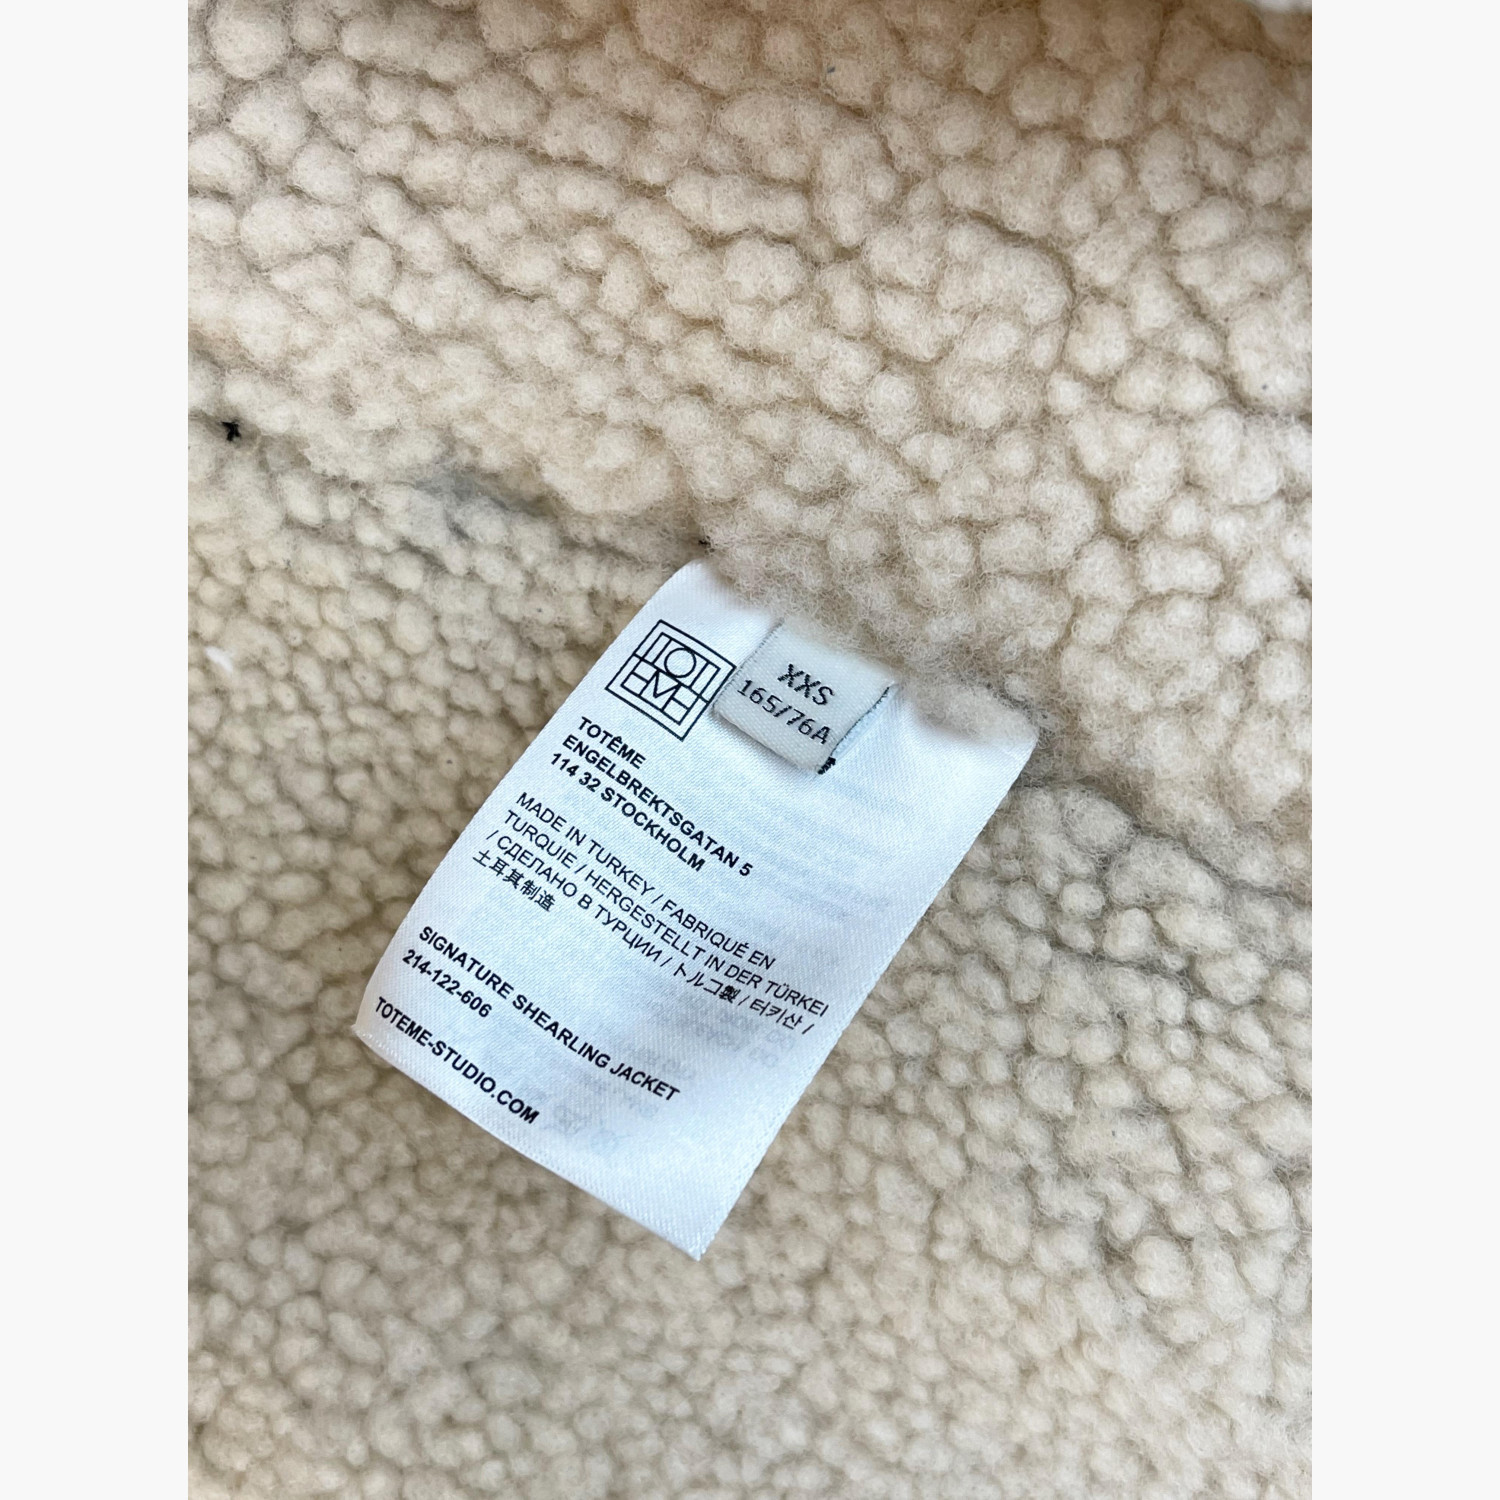 TOTEME
XXS
165/76A
TOTÊME
ENGELBREKTSGATAN 5
114 32 STOCKHOLM
MADE IN TURKEY / FABRIQUÉ EN
TURQUIE / HERGESTELLT IN DER TÜRKEI
/ СДЕЛАНО В ТУРЦИИ / トルコ製 / 터키산 /
土耳其制造
SIGNATURE SHEARLING JACKET
214-122-606
TOTEME-STUDIO.COM